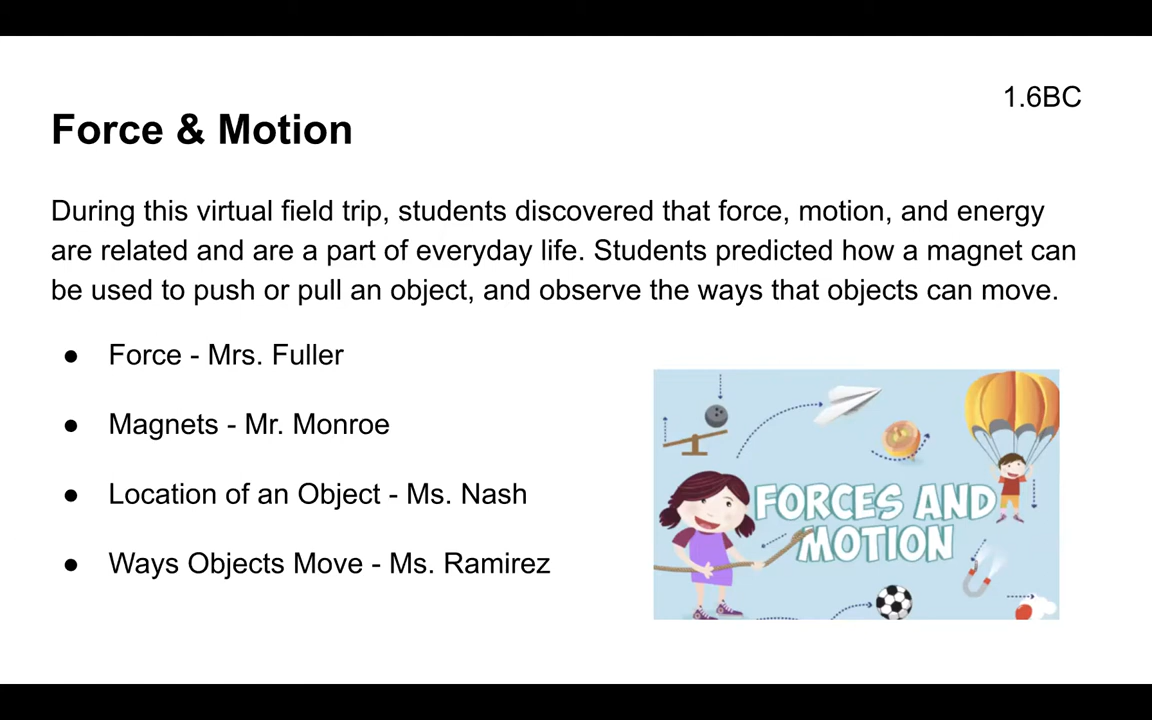 1.6BC
Force & Motion
During this virtual field trip, students discovered that force, motion, and energy
are related and are a part of everyday life. Students predicted how a magnet can
be used to push or pull an object, and observe the ways that objects can move.
● Force - Mrs. Fuller
● Magnets - Mr. Monroe
● Location of an Object - Ms. Nash
● Ways Objects Move - Ms. Ramirez
FORCES AND
MOTION